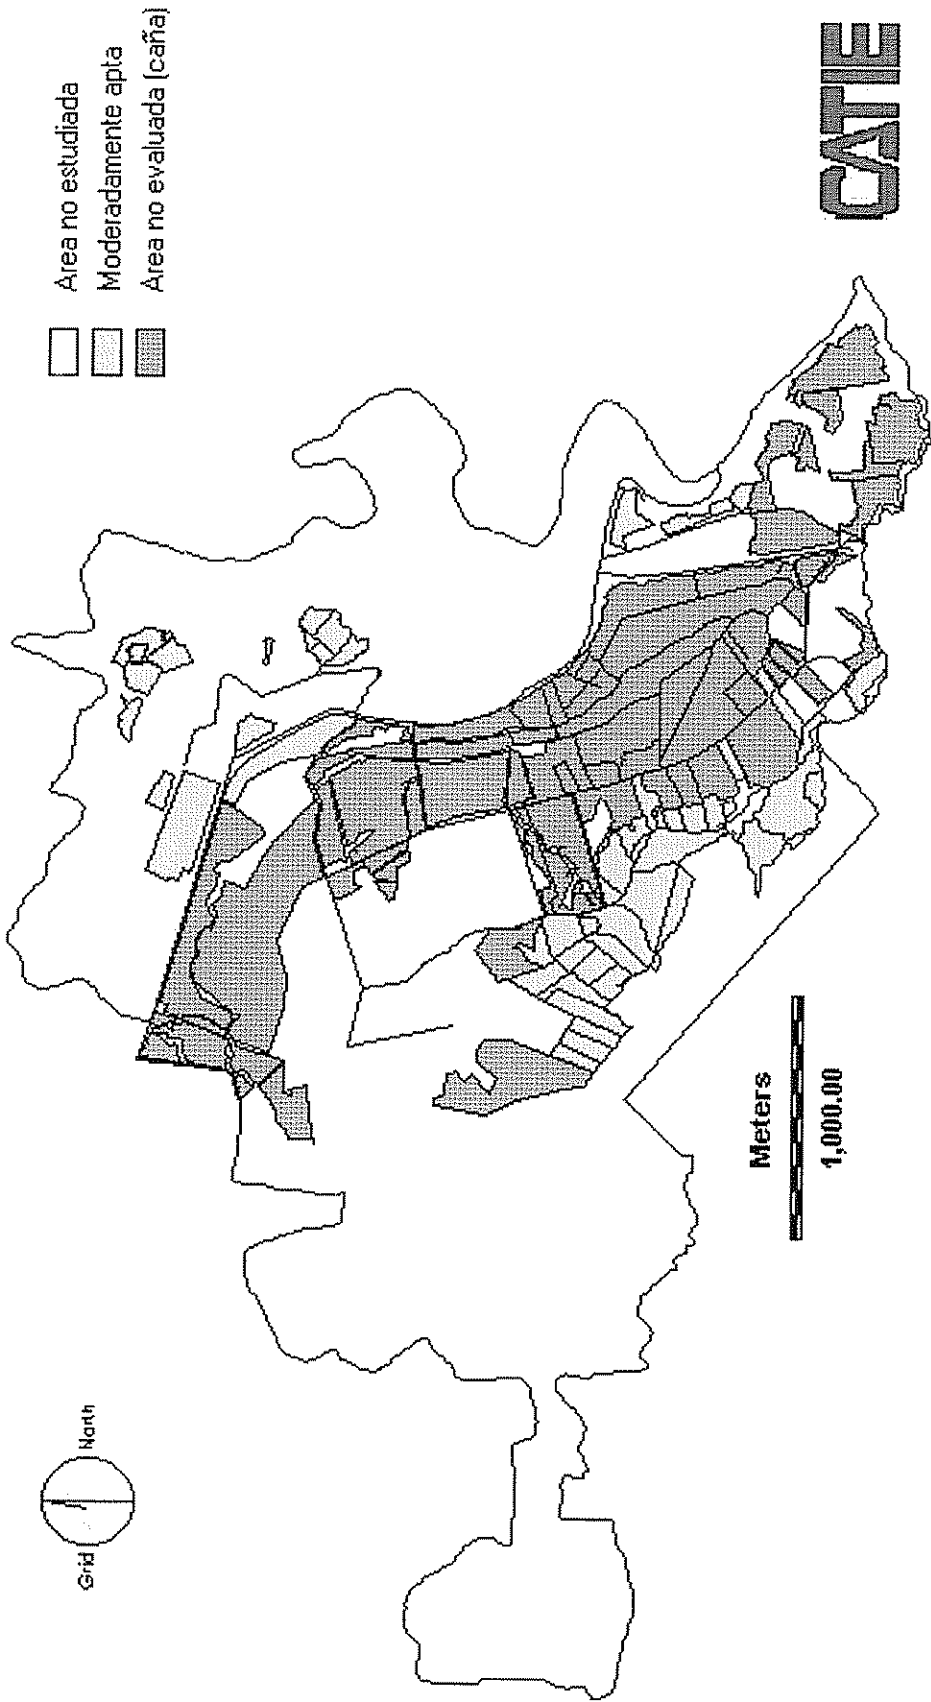 Grid North
Area no estudiada
Moderadamente apta
Area no evaluada (caña)
Meters
1,000.00
CATIE